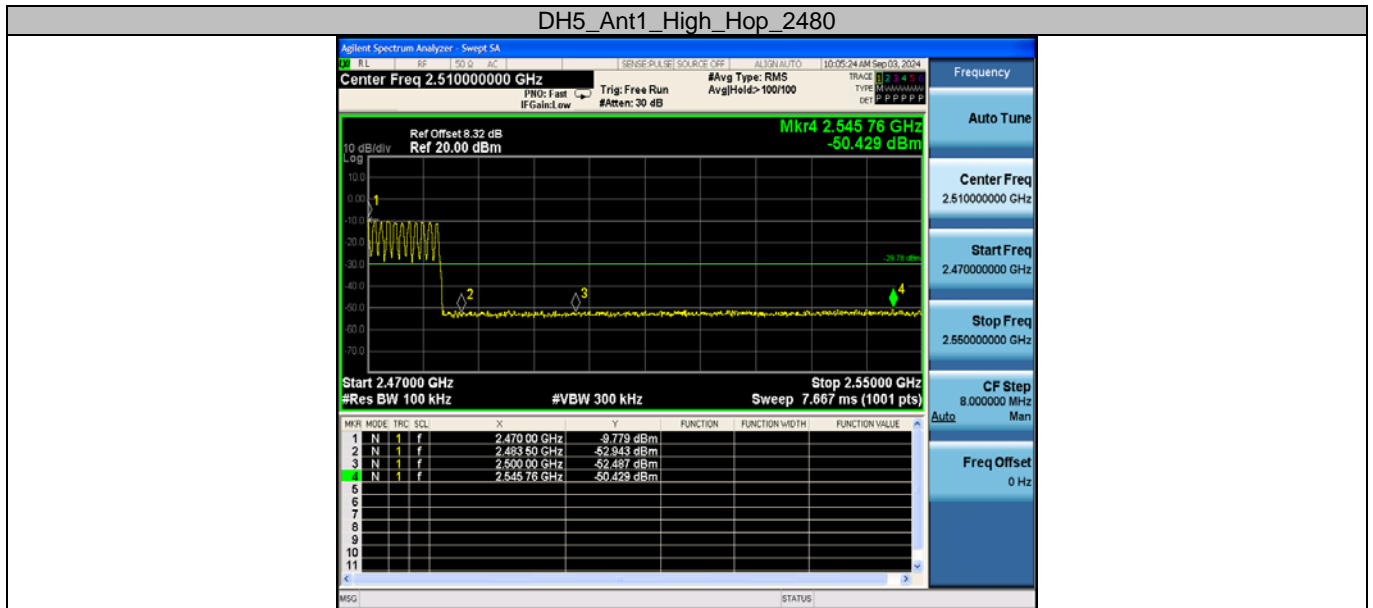 DH5_Ant1_High_Hop_2480
Agilent Spectrum Analyzer - Swept SA
RL RF 50 Ω AC SENSE:PULSE SOURCE OFF ALIGN AUTO 10:05:24 AM Sep 03, 2024
Center Freq 2.510000000 GHz
PNO: Fast
IFGain:Low
Trig: Free Run
#Atten: 30 dB
#Avg Type: RMS
Avg|Hold:> 100/100
TRACE 1 2 3 4 5 6
TYPE M
DET P P P P P P
Mkr4 2.545 76 GHz
-50.429 dBm
Ref Offset 8.32 dB
10 dB/div Ref 20.00 dBm
Log
10.0
0.00
-10.0
-20.0
-30.0
-40.0
-50.0
-60.0
-70.0
1
2
3
4
-29.78 dBm
Start 2.47000 GHz Stop 2.55000 GHz
#Res BW 100 kHz #VBW 300 kHz Sweep 7.667 ms (1001 pts)
MKR MODE TRC SCL X Y FUNCTION FUNCTION WIDTH FUNCTION VALUE
1 N 1 f 2.470 00 GHz -9.779 dBm
2 N 1 f 2.483 50 GHz -52.943 dBm
3 N 1 f 2.500 00 GHz -52.487 dBm
4 N 1 f 2.545 76 GHz -50.429 dBm
5
6
7
8
9
10
11
MSG STATUS
Frequency
Auto Tune
Center Freq
2.510000000 GHz
Start Freq
2.470000000 GHz
Stop Freq
2.550000000 GHz
CF Step
8.000000 MHz
Auto Man
Freq Offset
0 Hz